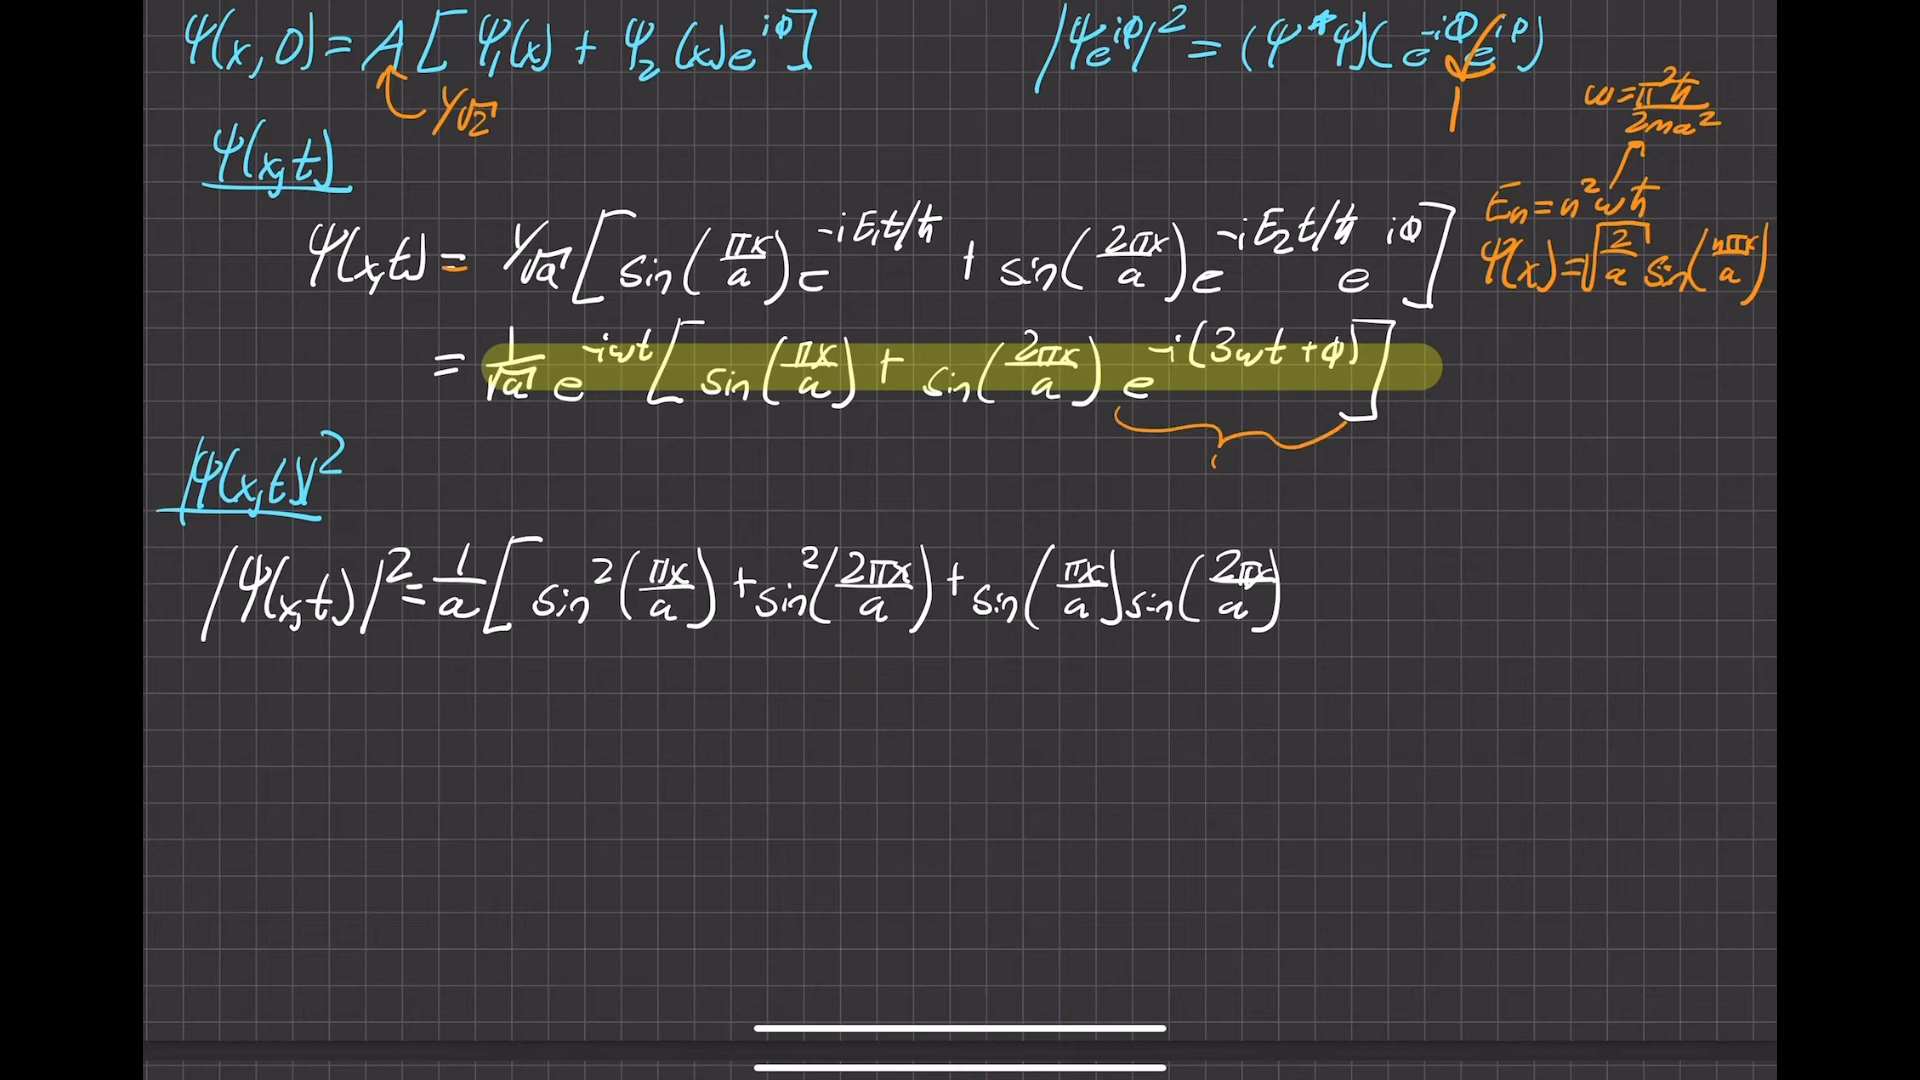 Ψ(x,0) = A[ψ₁(x) + ψ₂(x)e^{iφ}]
|ψe^{iφ}|² = (ψ*ψ)(e^{-iφ}e^{iφ})
1/√2
1
ω = π²ħ/2ma²
Ψ(x,t)
Eₙ = n²ωħ
Ψ(x,t) = 1/√a [sin(πx/a)e^{-iE₁t/ħ} + sin(2πx/a)e^{-iE₂t/ħ} e^{iφ}]
ψ(x) = √(2/a) sin(nπx/a)
= 1/√a e^{-iωt}[sin(πx/a) + sin(2πx/a) e^{-i(3ωt+φ)}]
|Ψ(x,t)|²
|Ψ(x,t)|² = 1/a [sin²(πx/a) + sin²(2πx/a) + sin(πx/a) sin(2πx/a)